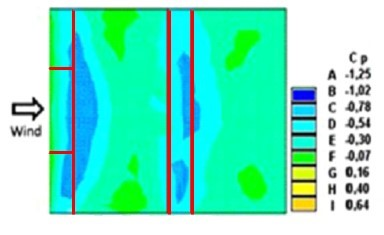 Wind
C p
A -1,25
B -1,02
C -0,78
D -0,54
E -0,30
F -0,07
G 0,16
H 0,40
I 0,64